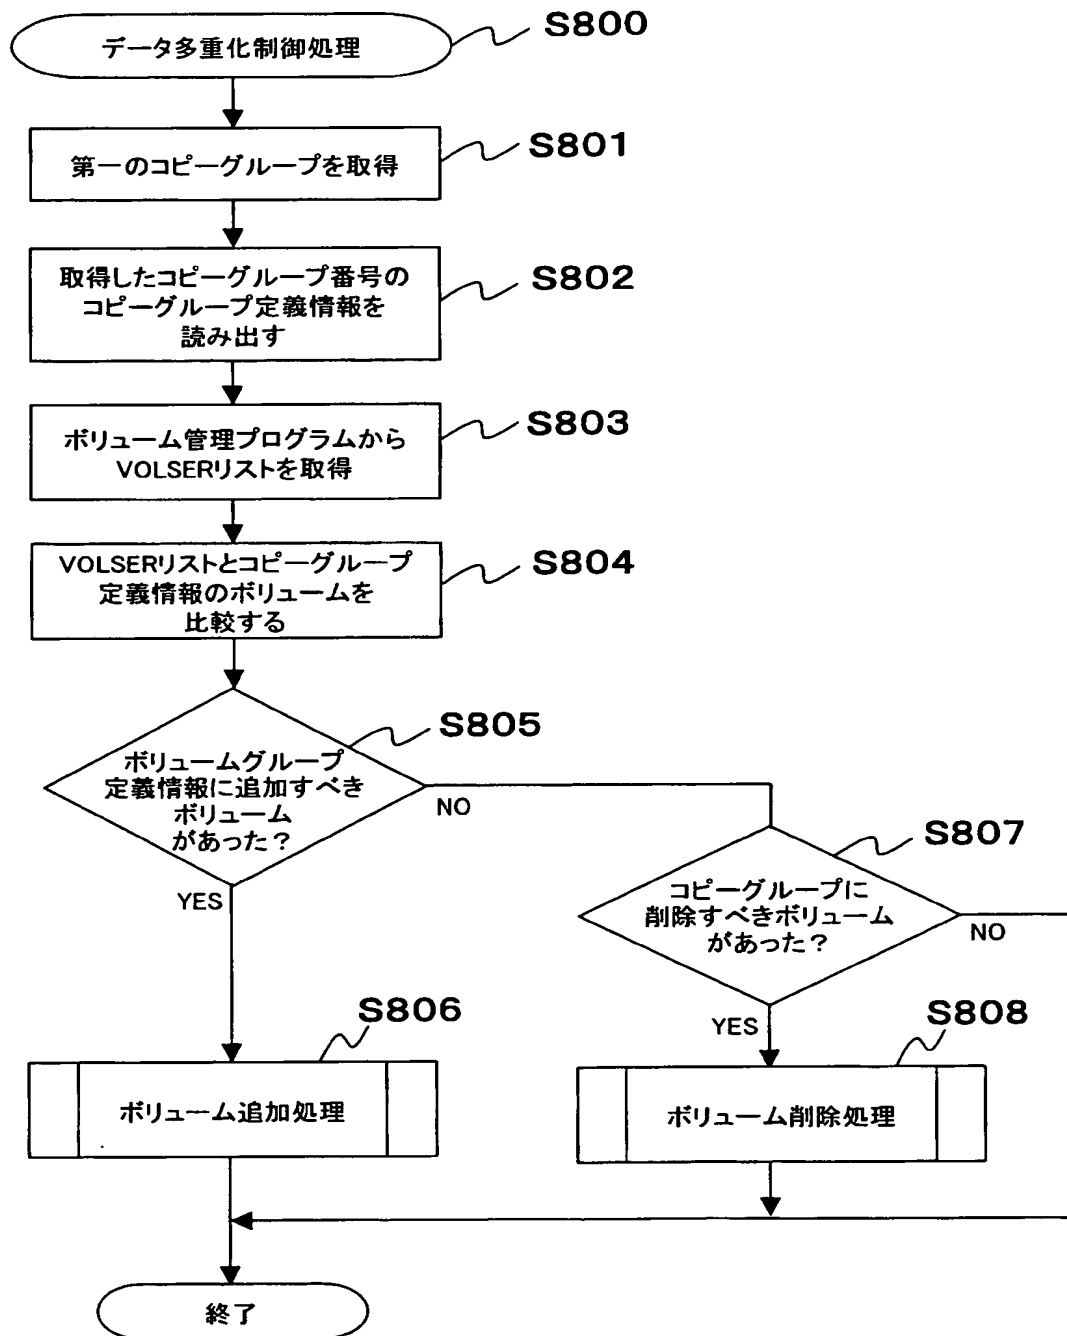 データ多重化制御処理
S800
第一のコピーグループを取得
S801
取得したコピーグループ番号の
コピーグループ定義情報を
読み出す
S802
ボリューム管理プログラムから
VOLSERリストを取得
S803
VOLSERリストとコピーグループ
定義情報のボリュームを
比較する
S804
ボリュームグループ
定義情報に追加すべき
ボリューム
があった?
S805
NO
YES
コピーグループに
削除すべきボリューム
があった?
S807
NO
YES
ボリューム追加処理
S806
ボリューム削除処理
S808
終了